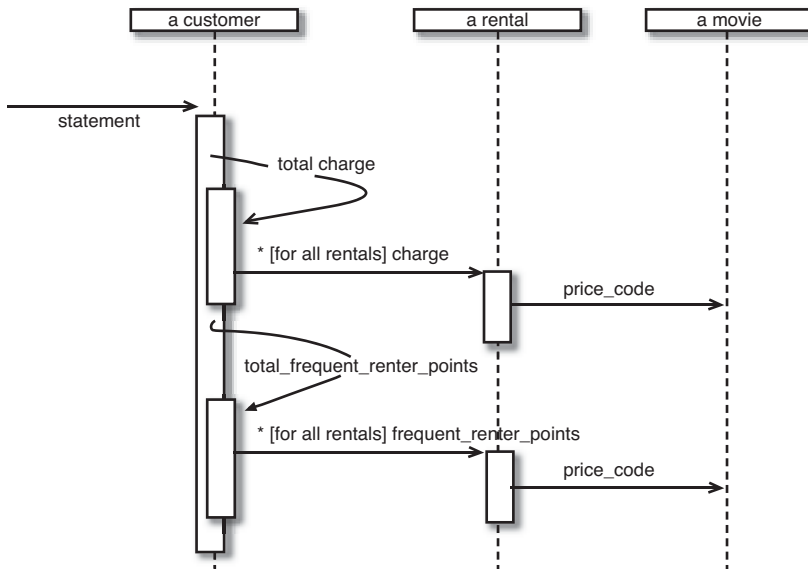 a customer
a rental
a movie
statement
total charge
* [for all rentals] charge
price_code
total_frequent_renter_points
* [for all rentals] frequent_renter_points
price_code